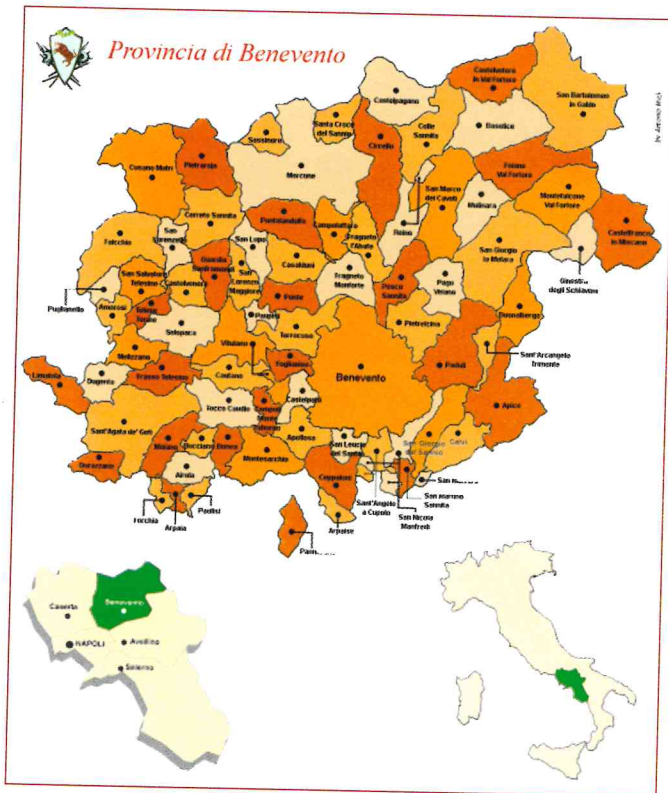 Provincia di Benevento
by Antonio Iresi
Castelvetere
in Val Fortore
San Bartolomeo
in Galdo
Castelpagano
Santa Croce
del Sannio
Colle
Sannita
Baselice
Sassinoro
Circello
Cusano Mutri
Pietraroja
Morcone
Foiano
Val Fortore
San Marco
dei Cavoti
Molinara
Montefalcone
Val Fortore
Castelfranco
in Miscano
Cerreto Sannita
Pontelandolfo
Campolattaro
Reino
Faicchio
San
Lorenzello
San Lupo
Fragneto
l'Abate
San Giorgio
la Molara
Guardia
Sanframondi
San
Lorenzo
Maggiore
Casalduni
Ginestra
degli Schiavoni
San Salvatore
Telesino
Castelvenere
Fragneto
Monforte
Pesco
Sannita
Pago
Veiano
Puglianello
Amorosi
Telese
Terme
Ponte
Paupisi
Buonalbergo
Solopaca
Torrecuso
Pietrelcina
Melizzano
Vitulano
Sant'Arcangelo
Trimonte
Limatola
Dugenta
Frasso Telesino
Cautano
Foglianise
Benevento
Paduli
Tocco Caudio
Campoli
Monte
Taburno
Castelpoto
Apice
Sant'Agata de' Goti
Apollosa
San Leucio
del Sannio
San Giorgio
del Sannio
Calvi
Moiano
Bucciano
Bonea
Montesarchio
Durazzano
Airola
Ceppaloni
San
San Martino
Sannita
Sant'Angelo
a Cupolo
San Nicola
Manfredi
Forchia
Arpaia
Paolisi
Arpaise
Benevento
Caserta
NAPOLI
Avellino
Salerno